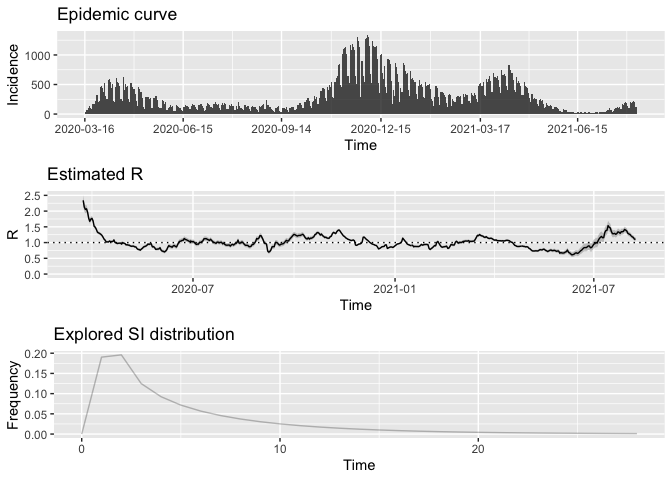 Epidemic curve
Incidence
1000
500
0
2020-03-16 2020-06-15 2020-09-14 2020-12-15 2021-03-17 2021-06-15
Time
Estimated R
R
2.5
2.0
1.5
1.0
0.5
0.0
2020-07 2021-01 2021-07
Time
Explored SI distribution
Frequency
0.20
0.15
0.10
0.05
0.00
0 10 20
Time